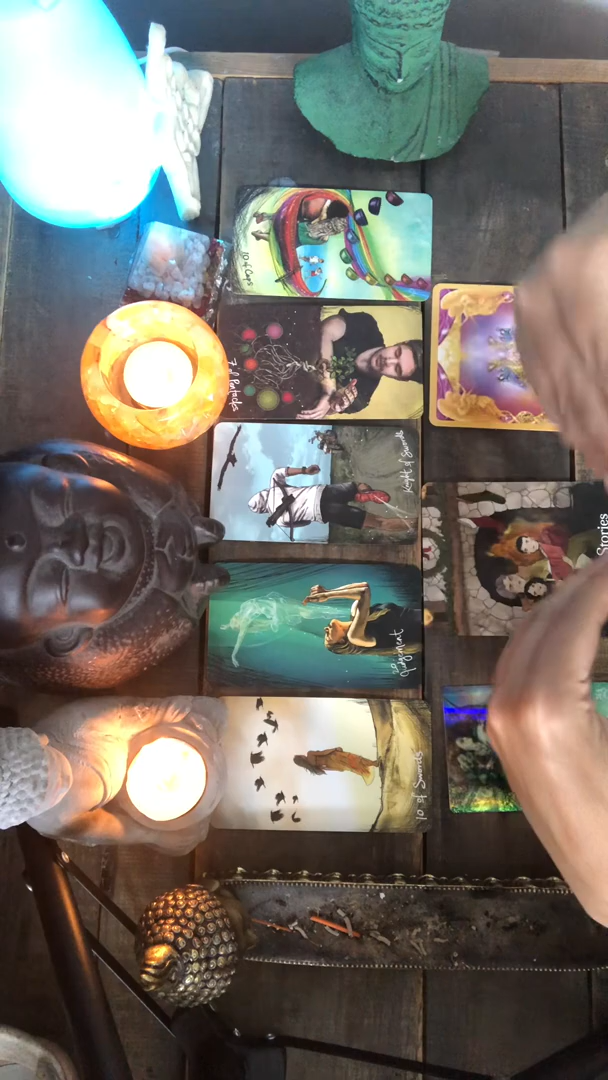 10 of Cups
7 of Pentacles
Knight of Swords
Judgement
10 of Swords
Stories